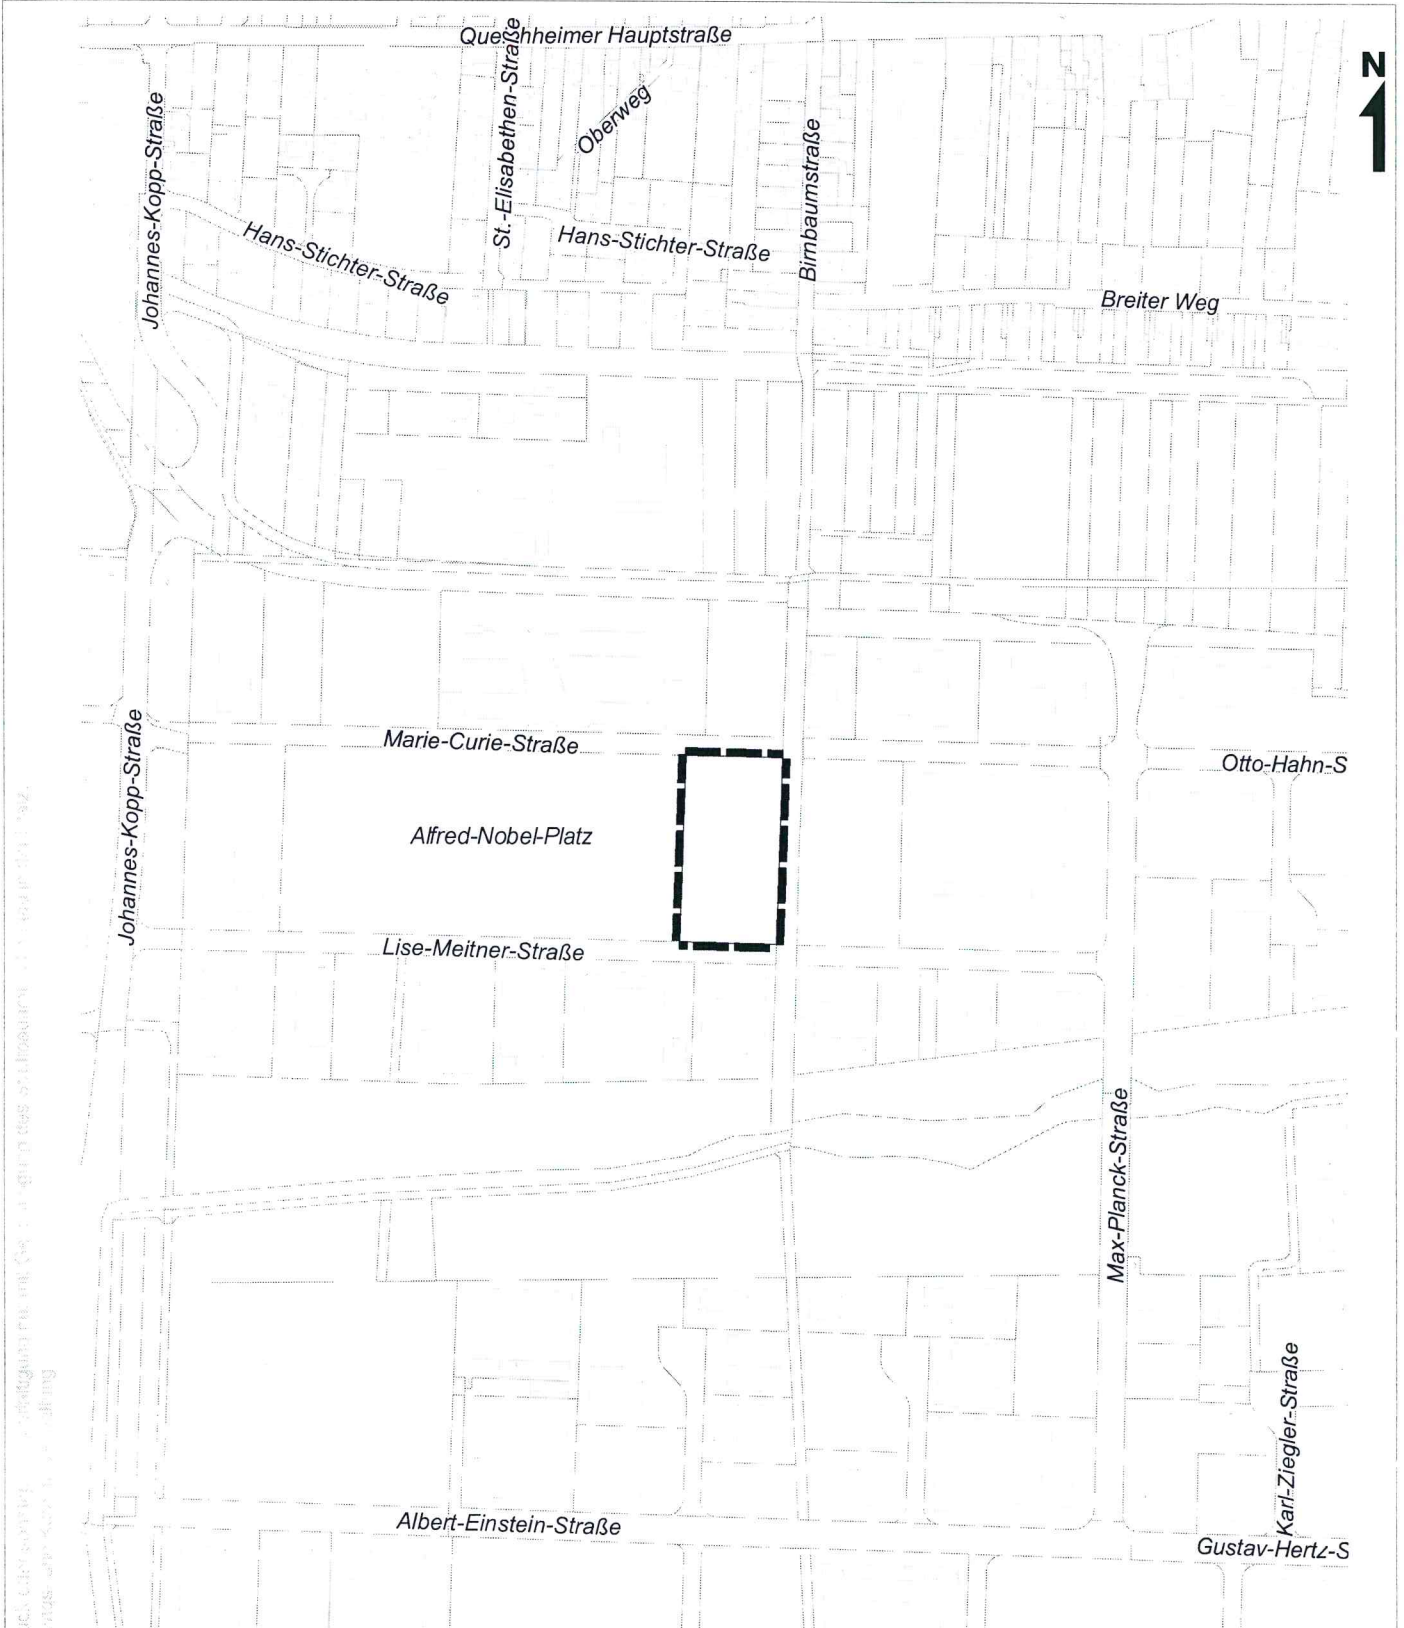 Queichheimer Hauptstraße
N
St.-Elisabethen-Straße
Oberweg
Johannes-Kopp-Straße
Birnbaumstraße
Hans-Stichter-Straße
Hans-Stichter-Straße
Breiter Weg
Marie-Curie-Straße
Otto-Hahn-S
Johannes-Kopp-Straße
Alfred-Nobel-Platz
Lise-Meitner-Straße
Max-Planck-Straße
Karl-Ziegler-Straße
Albert-Einstein-Straße
Gustav-Hertz-S